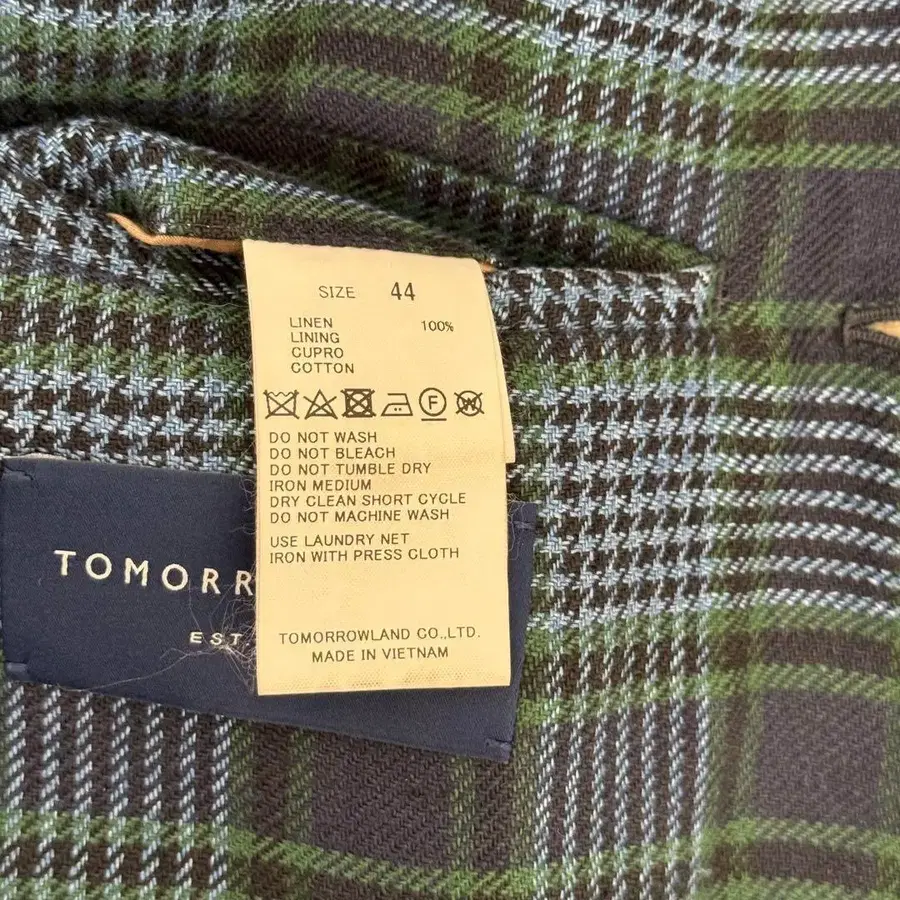 SIZE 44
LINEN 100%
LINING
CUPRO
COTTON
F W
DO NOT WASH
DO NOT BLEACH
DO NOT TUMBLE DRY
IRON MEDIUM
DRY CLEAN SHORT CYCLE
DO NOT MACHINE WASH
USE LAUNDRY NET
IRON WITH PRESS CLOTH
TOMORROWLAND CO.,LTD.
MADE IN VIETNAM
TOMORR
EST